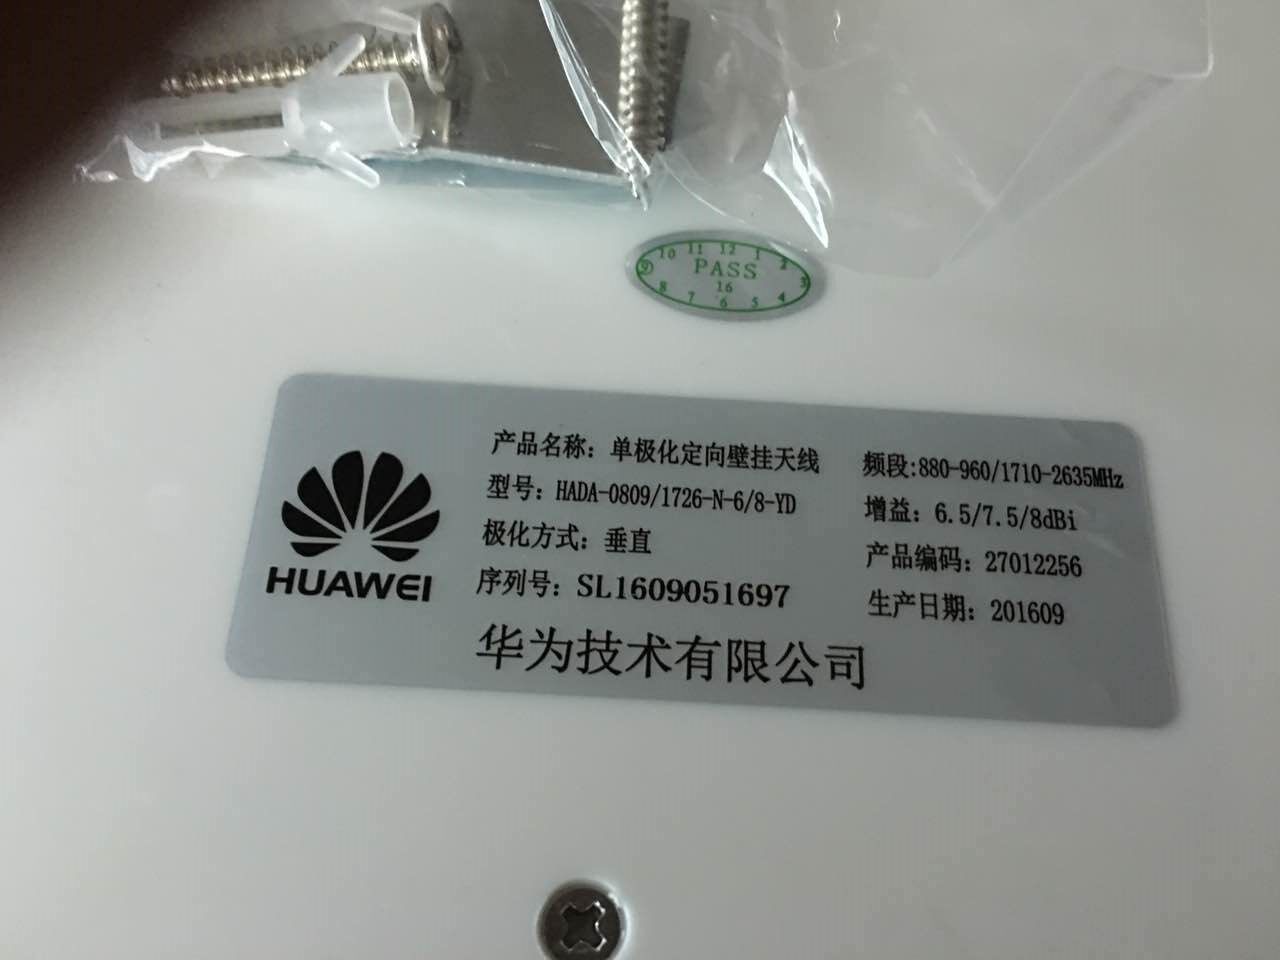 10 11 12 1 2 3 4 5 6 7 8 9
PASS
16
产品名称：单极化定向壁挂天线
型号：HADA-0809/1726-N-6/8-YD
极化方式：垂直
序列号：SL1609051697
频段:880-960/1710-2635MHz
增益：6.5/7.5/8dBi
产品编码：27012256
生产日期：201609
HUAWEI
华为技术有限公司